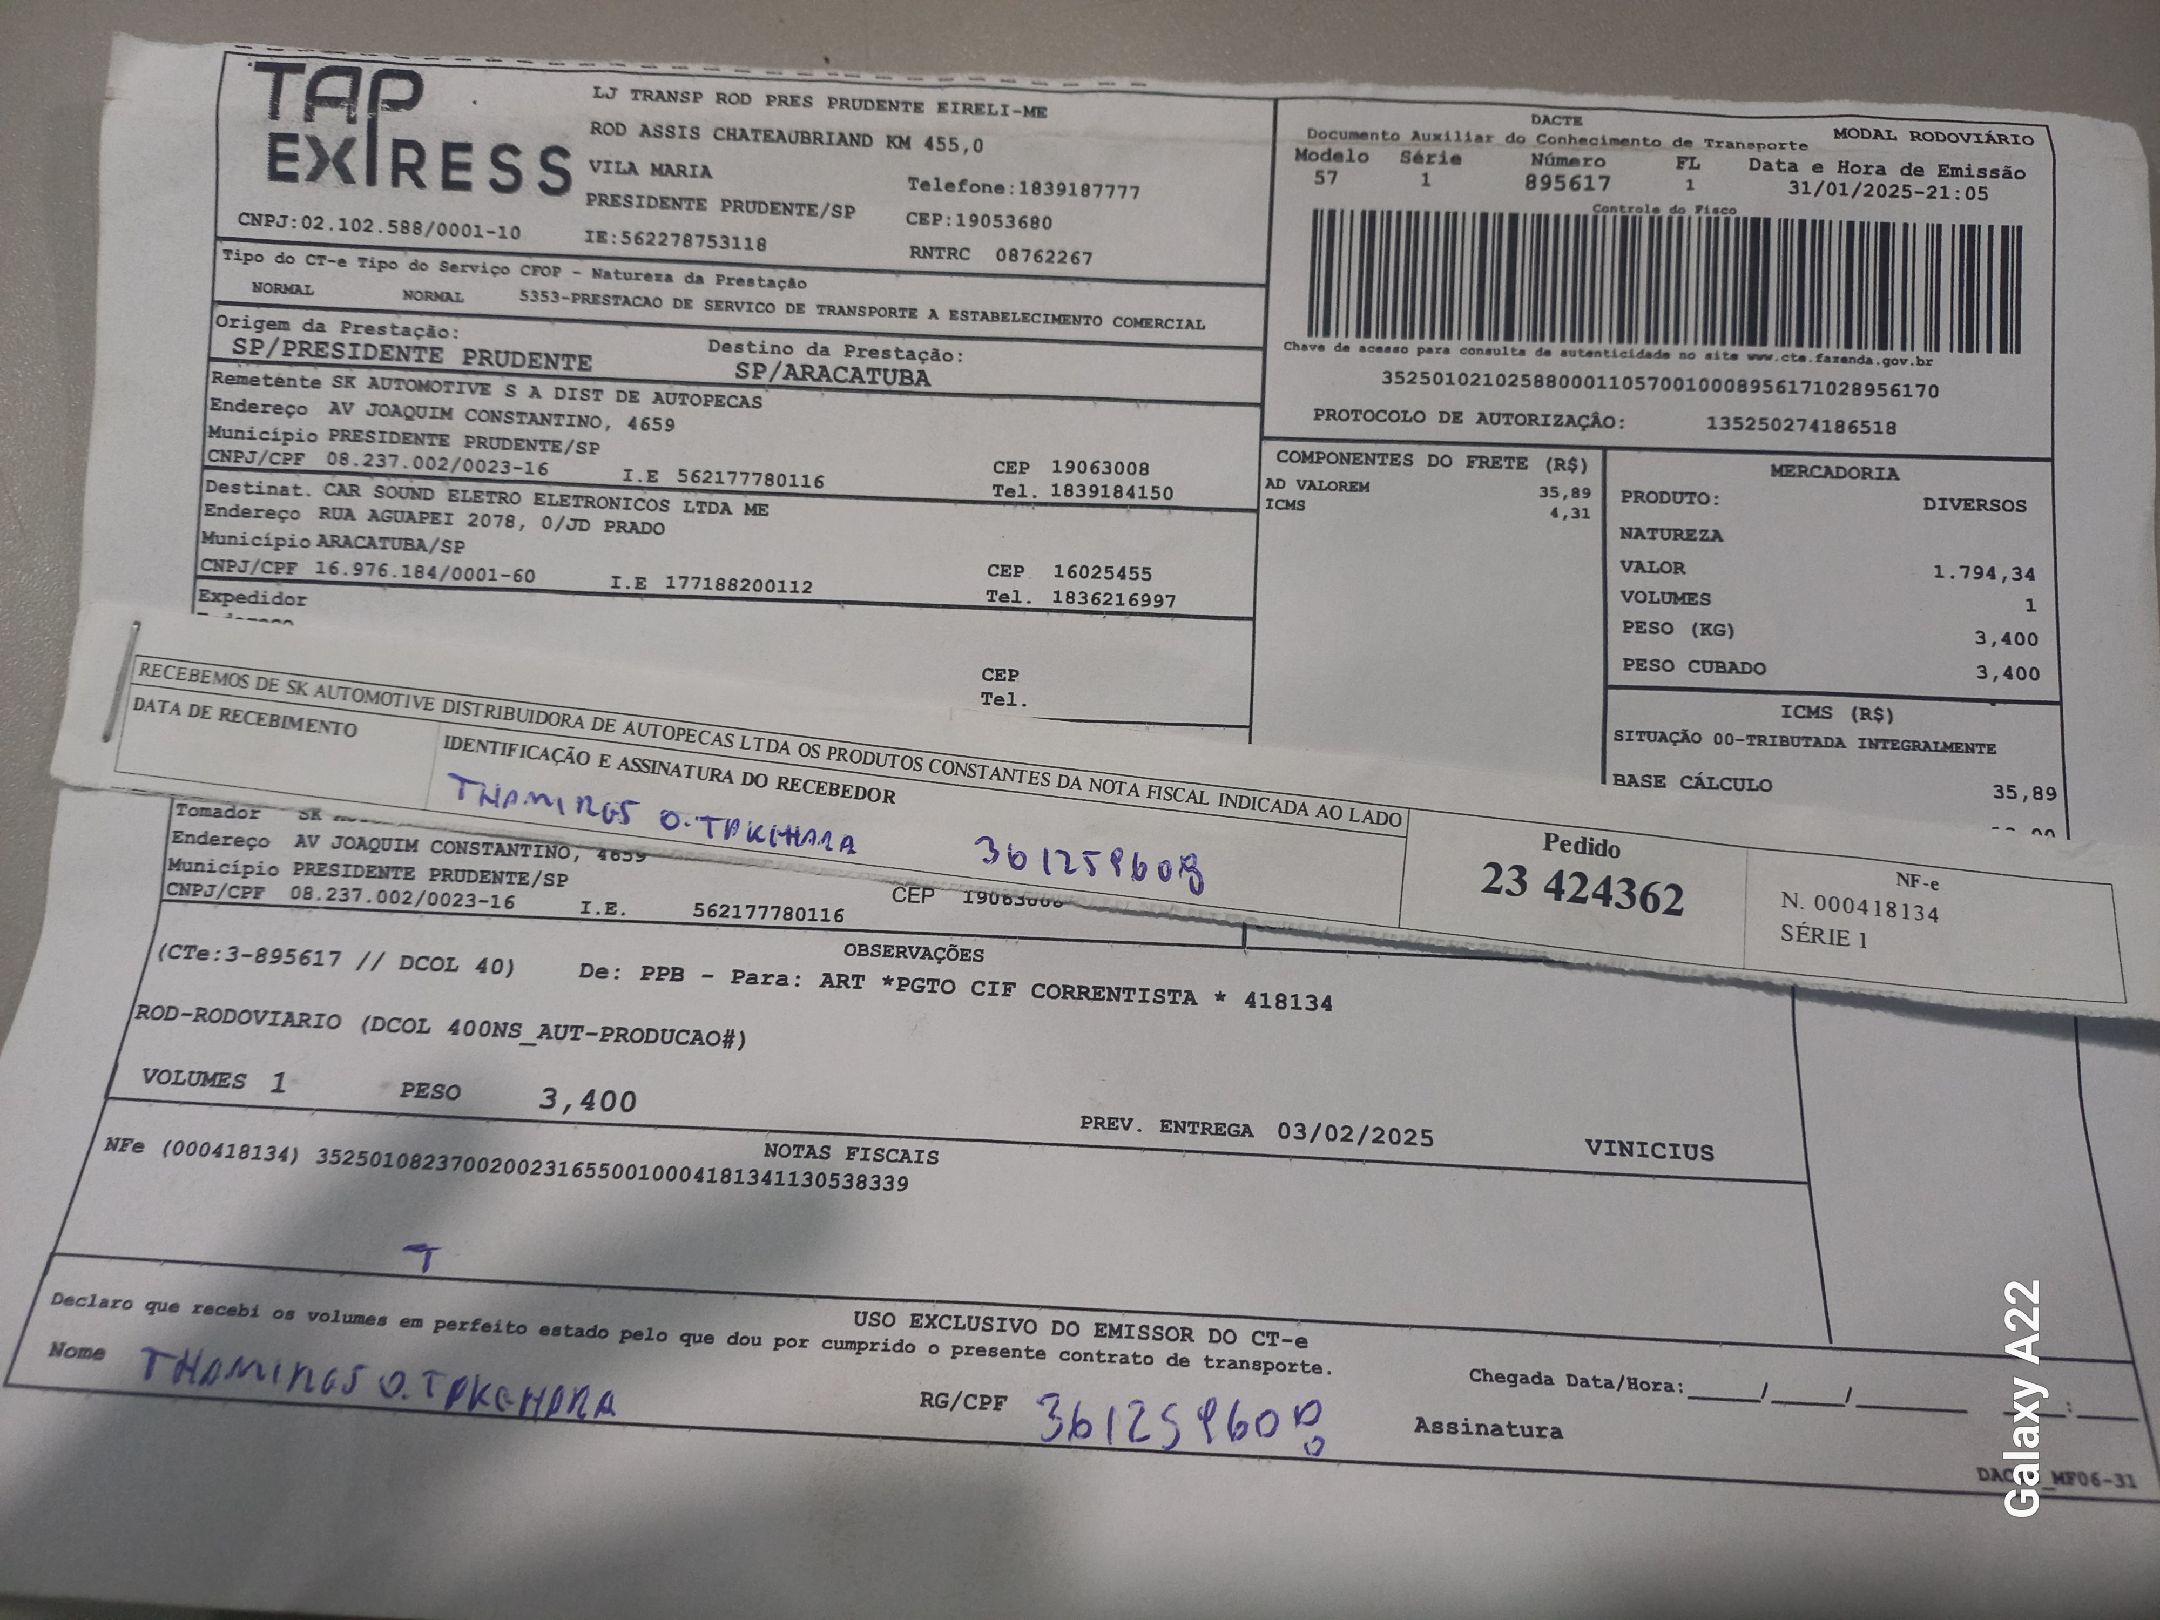 TAP
EXPRESS
LJ TRANSP ROD PRES PRUDENTE EIRELI-ME
ROD ASSIS CHATEAUBRIAND KM 455,0
VILA MARIA
Telefone:1839187777
PRESIDENTE PRUDENTE/SP
CEP:19053680
CNPJ:02.102.588/0001-10
IE:562278753118
RNTRC 08762267
DACTE
MODAL RODOVIÁRIO
Documento Auxiliar do Conhecimento de Transporte
Modelo Série Número FL Data e Hora de Emissão
57 1 895617 1 31/01/2025-21:05
Controle do Fisco
Chave de acesso para consulta de autenticidade no site www.cte.fazenda.gov.br
35250102102588000110570010008956171028956170
PROTOCOLO DE AUTORIZAÇÂO: 135250274186518
Tipo do CT-e Tipo do Serviço CFOP - Natureza da Prestação
NORMAL NORMAL 5353-PRESTACAO DE SERVICO DE TRANSPORTE A ESTABELECIMENTO COMERCIAL
Origem da Prestação: Destino da Prestação:
SP/PRESIDENTE PRUDENTE SP/ARACATUBA
Remetente SK AUTOMOTIVE S A DIST DE AUTOPECAS
Endereço AV JOAQUIM CONSTANTINO, 4659
Município PRESIDENTE PRUDENTE/SP CEP 19063008
CNPJ/CPF 08.237.002/0023-16 I.E 562177780116 Tel. 1839184150
Destinat. CAR SOUND ELETRO ELETRONICOS LTDA ME
Endereço RUA AGUAPEI 2078, 0/JD PRADO
Município ARACATUBA/SP CEP 16025455
CNPJ/CPF 16.976.184/0001-60 I.E 177188200112 Tel. 1836216997
Expedidor
CEP
Tel.
COMPONENTES DO FRETE (R$)
AD VALOREM 35,89
ICMS 4,31
MERCADORIA
PRODUTO: DIVERSOS
NATUREZA
VALOR 1.794,34
VOLUMES 1
PESO (KG) 3,400
PESO CUBADO 3,400
ICMS (R$)
SITUAÇÃO 00-TRIBUTADA INTEGRALMENTE
BASE CÁLCULO 35,89
RECEBEMOS DE SK AUTOMOTIVE DISTRIBUIDORA DE AUTOPECAS LTDA OS PRODUTOS CONSTANTES DA NOTA FISCAL INDICADA AO LADO
DATA DE RECEBIMENTO
IDENTIFICAÇÃO E ASSINATURA DO RECEBEDOR
O. TAKEHARA
Pedido
23 424362
NF-e
N. 000418134
SÉRIE 1
Tomador SK
Endereço AV JOAQUIM CONSTANTINO, 4659
Município PRESIDENTE PRUDENTE/SP CEP 19063008
CNPJ/CPF 08.237.002/0023-16 I.E. 562177780116
OBSERVAÇÕES
(CTe:3-895617 // DCOL 40) De: PPB - Para: ART *PGTO CIF CORRENTISTA * 418134
ROD-RODOVIARIO (DCOL 400NS_AUT-PRODUCAO#)
VOLUMES 1 PESO 3,400 PREV. ENTREGA 03/02/2025 VINICIUS
NOTAS FISCAIS
NFe (000418134) 35250108237002002316550010004181341130538339
T
USO EXCLUSIVO DO EMISSOR DO CT-e
Declaro que recebi os volumes em perfeito estado pelo que dou por cumprido o presente contrato de transporte.
Nome O. TAKEHARA RG/CPF Assinatura
Chegada Data/Hora:____/____/______ ____:____
Galaxy A22